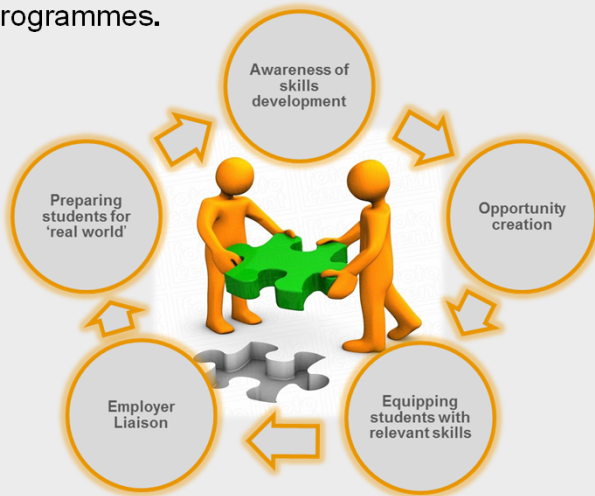 rogrammes.
Awareness of
skills
development
Opportunity
creation
Equipping
students with
relevant skills
Employer
Liaison
Preparing
students for
‘real world’